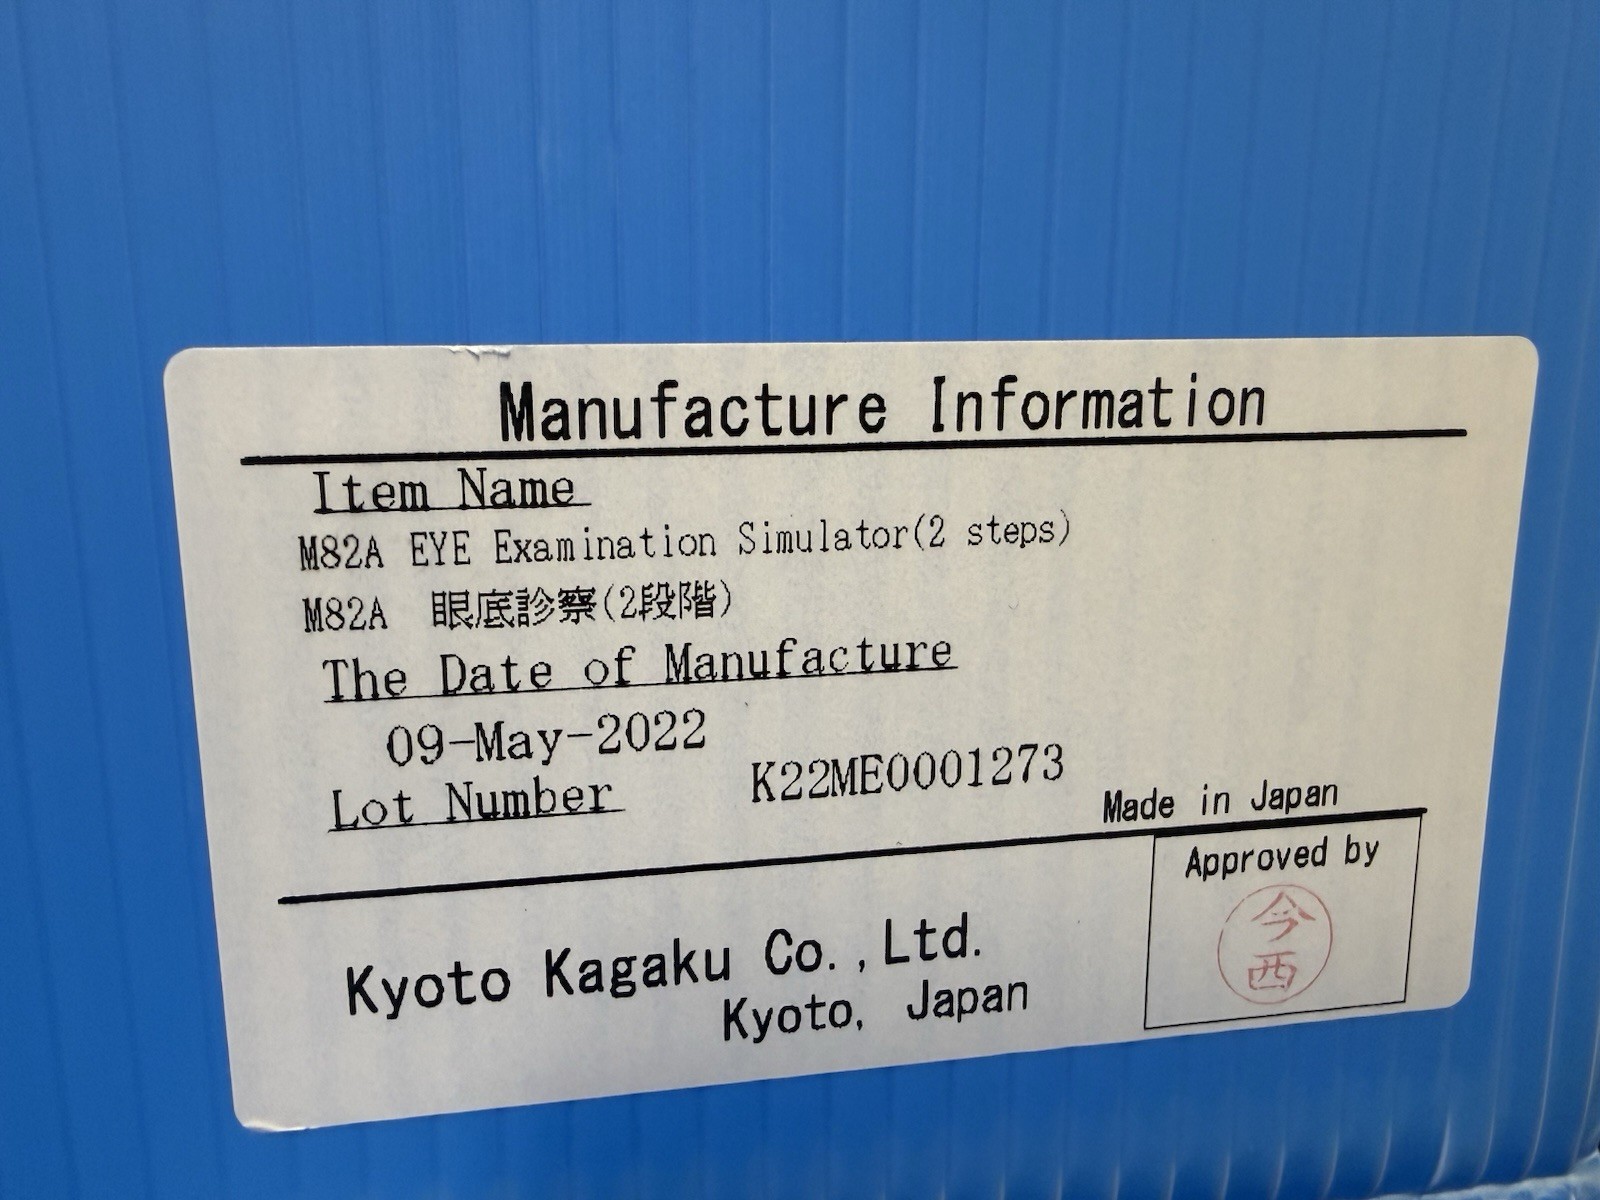 Manufacture Information
Item Name
M82A EYE Examination Simulator(2 steps)
M82A 眼底診察(2段階)
The Date of Manufacture
09-May-2022
Lot Number K22ME0001273
Made in Japan
Approved by
今西
Kyoto Kagaku Co.,Ltd.
Kyoto, Japan